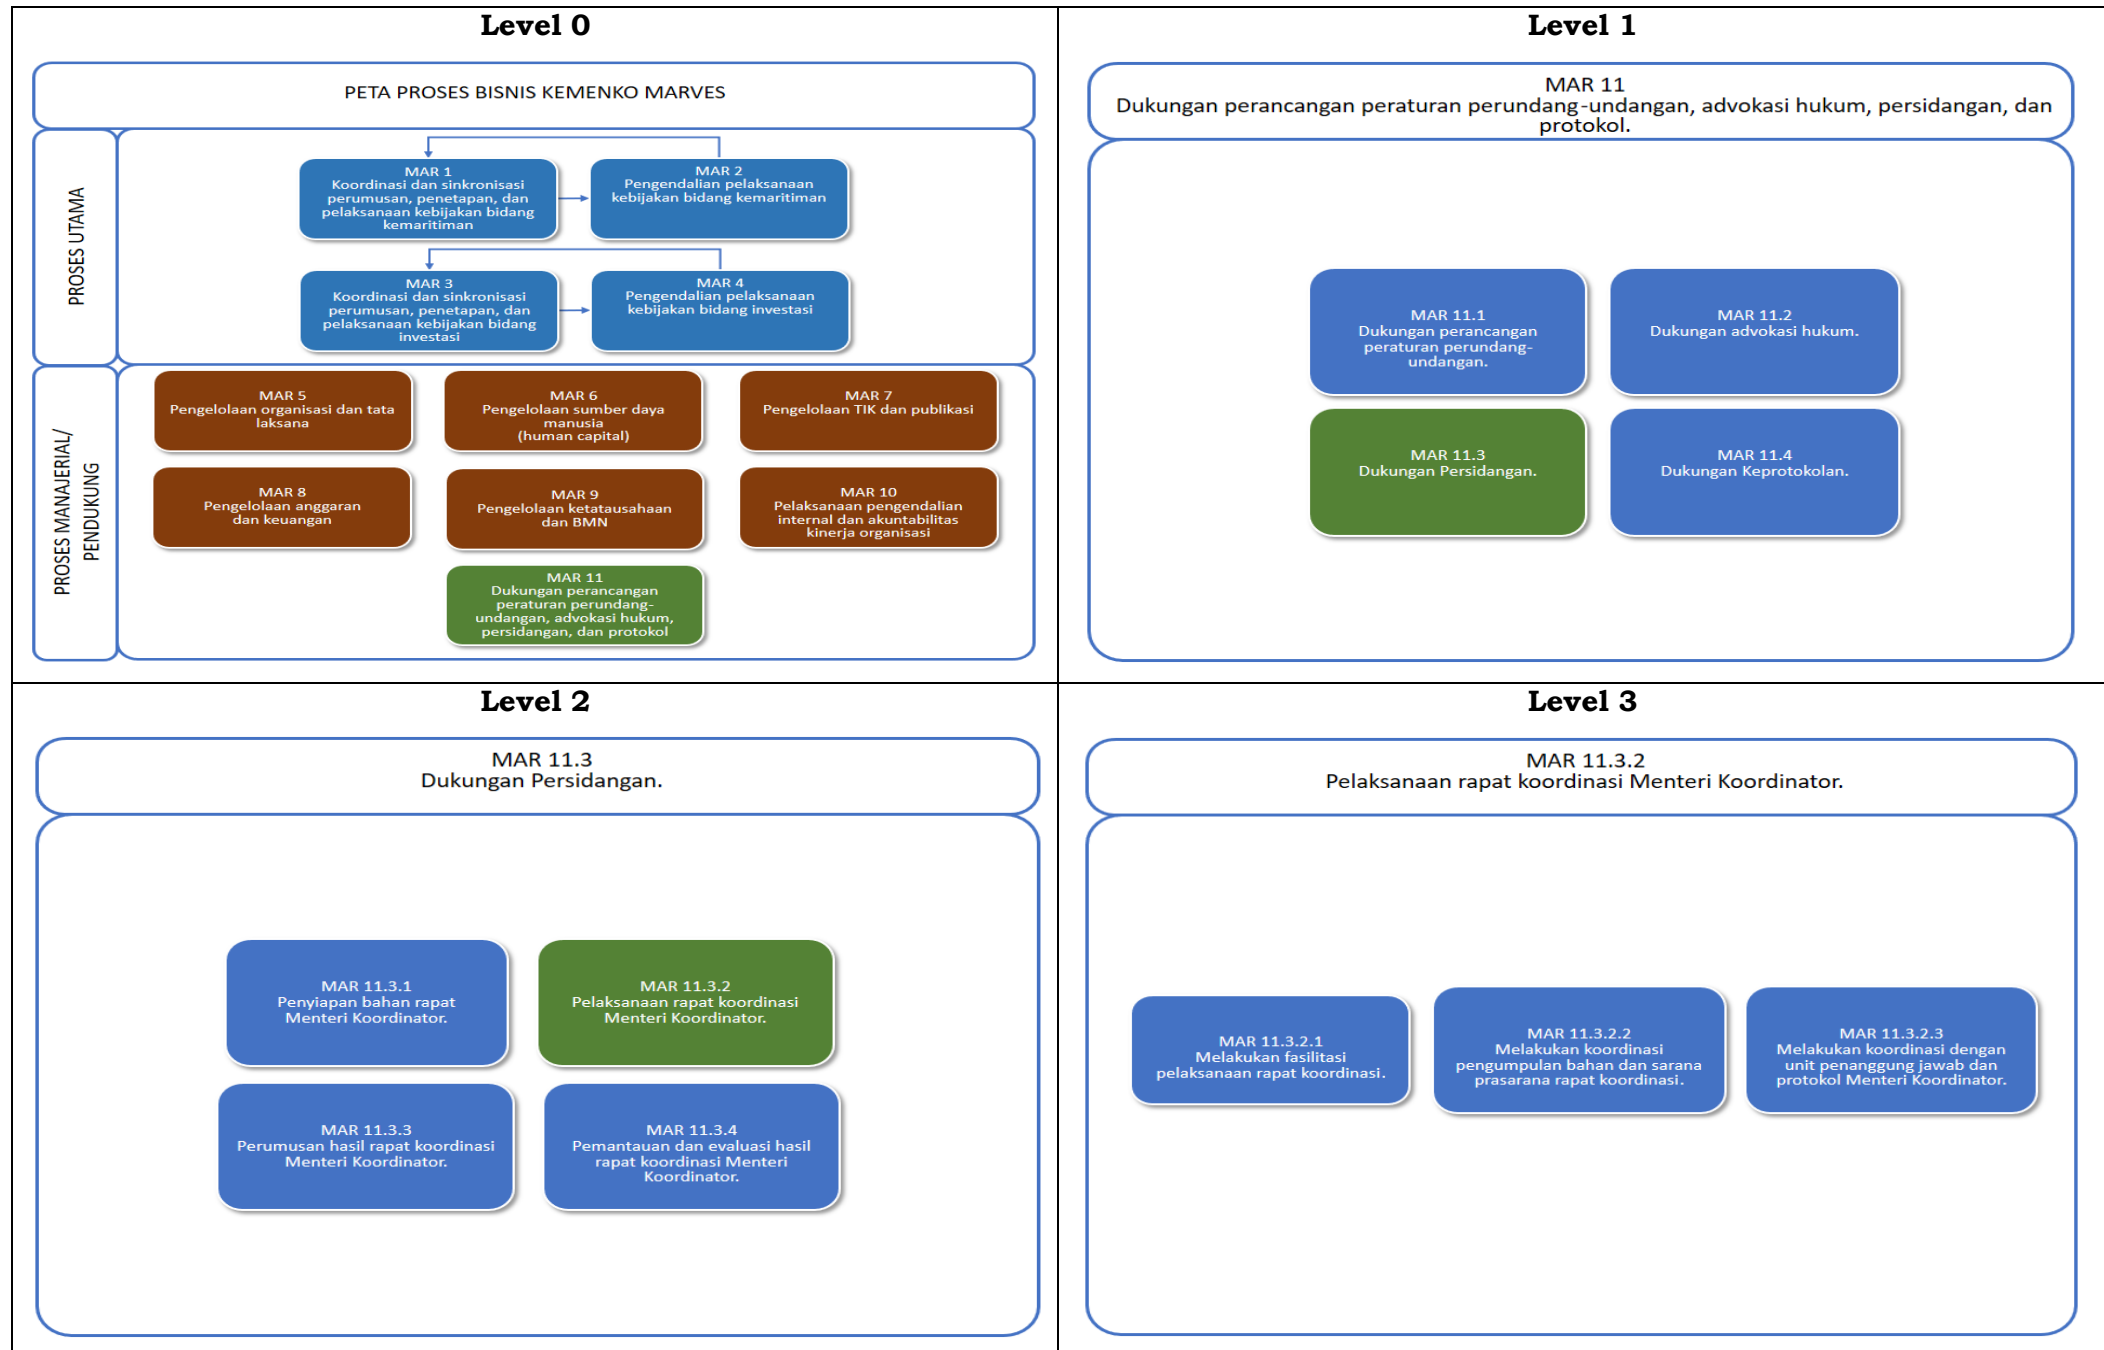 Level 0
PETA PROSES BISNIS KEMENKO MARVES
PROSES UTAMA
MAR 1
Koordinasi dan sinkronisasi
perumusan, penetapan, dan
pelaksanaan kebijakan bidang
kemaritiman
MAR 2
Pengendalian pelaksanaan
kebijakan bidang kemaritiman
MAR 3
Koordinasi dan sinkronisasi
perumusan, penetapan, dan
pelaksanaan kebijakan bidang
investasi
MAR 4
Pengendalian pelaksanaan
kebijakan bidang investasi
PROSES MANAJERIAL/
PENDUKUNG
MAR 5
Pengelolaan organisasi dan tata
laksana
MAR 6
Pengelolaan sumber daya
manusia
(human capital)
MAR 7
Pengelolaan TIK dan publikasi
MAR 8
Pengelolaan anggaran
dan keuangan
MAR 9
Pengelolaan ketatausahaan
dan BMN
MAR 10
Pelaksanaan pengendalian
internal dan akuntabilitas
kinerja organisasi
MAR 11
Dukungan perancangan
peraturan perundang-
undangan, advokasi hukum,
persidangan, dan protokol
Level 1
MAR 11
Dukungan perancangan peraturan perundang-undangan, advokasi hukum, persidangan, dan
protokol.
MAR 11.1
Dukungan perancangan
peraturan perundang-
undangan.
MAR 11.2
Dukungan advokasi hukum.
MAR 11.3
Dukungan Persidangan.
MAR 11.4
Dukungan Keprotokolan.
Level 2
MAR 11.3
Dukungan Persidangan.
MAR 11.3.1
Penyiapan bahan rapat
Menteri Koordinator.
MAR 11.3.2
Pelaksanaan rapat koordinasi
Menteri Koordinator.
MAR 11.3.3
Perumusan hasil rapat koordinasi
Menteri Koordinator.
MAR 11.3.4
Pemantauan dan evaluasi hasil
rapat koordinasi Menteri
Koordinator.
Level 3
MAR 11.3.2
Pelaksanaan rapat koordinasi Menteri Koordinator.
MAR 11.3.2.1
Melakukan fasilitasi
pelaksanaan rapat koordinasi.
MAR 11.3.2.2
Melakukan koordinasi
pengumpulan bahan dan sarana
prasarana rapat koordinasi.
MAR 11.3.2.3
Melakukan koordinasi dengan
unit penanggung jawab dan
protokol Menteri Koordinator.